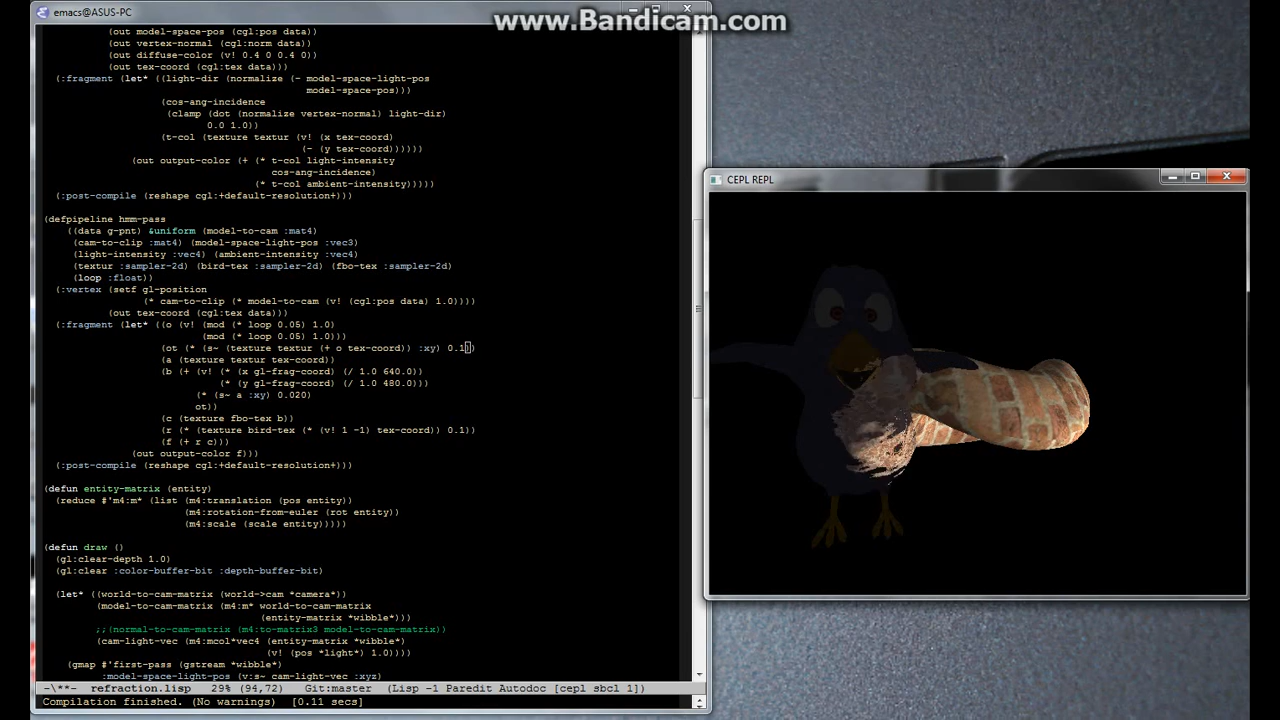 emacs@ASUS-PC
www.Bandicam.com
(out model-space-pos (cgl:pos data))
(out vertex-normal (cgl:norm data))
(out diffuse-color (v! 0.4 0 0.4 0))
(out tex-coord (cgl:tex data)))
(:fragment (let* ((light-dir (normalize (- model-space-light-pos
model-space-pos)))
(cos-ang-incidence
(clamp (dot (normalize vertex-normal) light-dir)
0.0 1.0))
(t-col (texture textur (v! (x tex-coord)
(- (y tex-coord))))))
(out output-color (+ (* t-col light-intensity
cos-ang-incidence)
(* t-col ambient-intensity)))))
(:post-compile (reshape cgl:+default-resolution+)))
(defpipeline hmm-pass
((data g-pnt) &uniform (model-to-cam :mat4)
(cam-to-clip :mat4) (model-space-light-pos :vec3)
(light-intensity :vec4) (ambient-intensity :vec4)
(textur :sampler-2d) (bird-tex :sampler-2d) (fbo-tex :sampler-2d)
(loop :float))
(:vertex (setf gl-position
(* cam-to-clip (* model-to-cam (v! (cgl:pos data) 1.0))))
(out tex-coord (cgl:tex data)))
(:fragment (let* ((o (v! (mod (* loop 0.05) 1.0)
(mod (* loop 0.05) 1.0)))
(ot (* (s~ (texture textur (+ o tex-coord)) :xy) 0.1))
(a (texture textur tex-coord))
(b (+ (v! (* (x gl-frag-coord) (/ 1.0 640.0))
(* (y gl-frag-coord) (/ 1.0 480.0)))
(* (s~ a :xy) 0.020)
ot))
(c (texture fbo-tex b))
(r (* (texture bird-tex (* (v! 1 -1) tex-coord)) 0.1))
(f (+ r c)))
(out output-color f)))
(:post-compile (reshape cgl:+default-resolution+)))
(defun entity-matrix (entity)
(reduce #'m4:m* (list (m4:translation (pos entity))
(m4:rotation-from-euler (rot entity))
(m4:scale (scale entity)))))
(defun draw ()
(gl:clear-depth 1.0)
(gl:clear :color-buffer-bit :depth-buffer-bit)
(let* ((world-to-cam-matrix (world->cam *camera*))
(model-to-cam-matrix (m4:m* world-to-cam-matrix
(entity-matrix *wibble*)))
;;(normal-to-cam-matrix (m4:to-matrix3 model-to-cam-matrix))
(cam-light-vec (m4:mcol*vec4 (entity-matrix *wibble*)
(v! (pos *light*) 1.0))))
(gmap #'first-pass (gstream *wibble*)
:model-space-light-pos (v:s~ cam-light-vec :xyz)
-\**- refraction.lisp 29% (94,72) Git:master (Lisp -1 Paredit Autodoc [cepl sbcl 1])
Compilation finished. (No warnings) [0.11 secs]
CEPL REPL